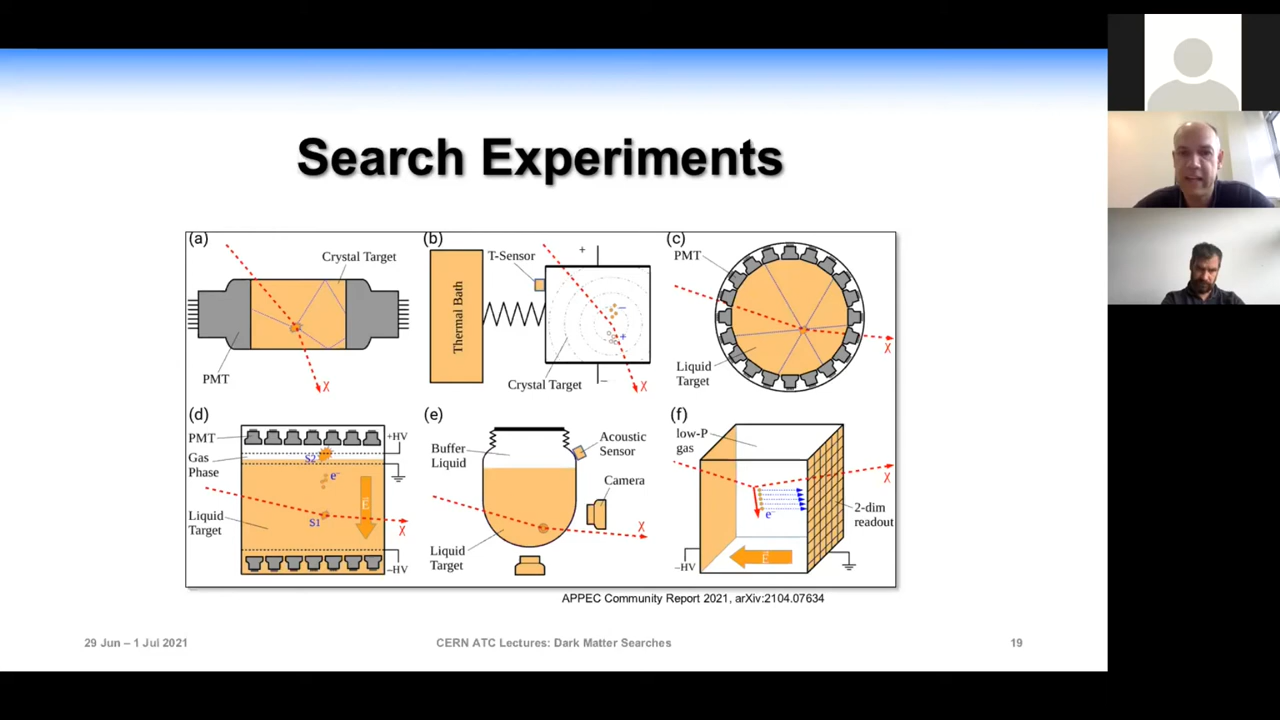 Search Experiments
(a)
Crystal Target
PMT
χ
(b)
T-Sensor
+
Thermal Bath
−
+
Crystal Target
−
χ
(c)
PMT
Liquid
Target
χ
(d)
PMT
+HV
Gas
Phase
S2
e⁻
E
Liquid
Target
S1
χ
−HV
(e)
Buffer
Liquid
Acoustic
Sensor
Camera
χ
Liquid
Target
(f)
low-P
gas
χ
e⁻
2-dim
readout
E
−HV
APPEC Community Report 2021, arXiv:2104.07634
29 Jun – 1 Jul 2021
CERN ATC Lectures: Dark Matter Searches
19